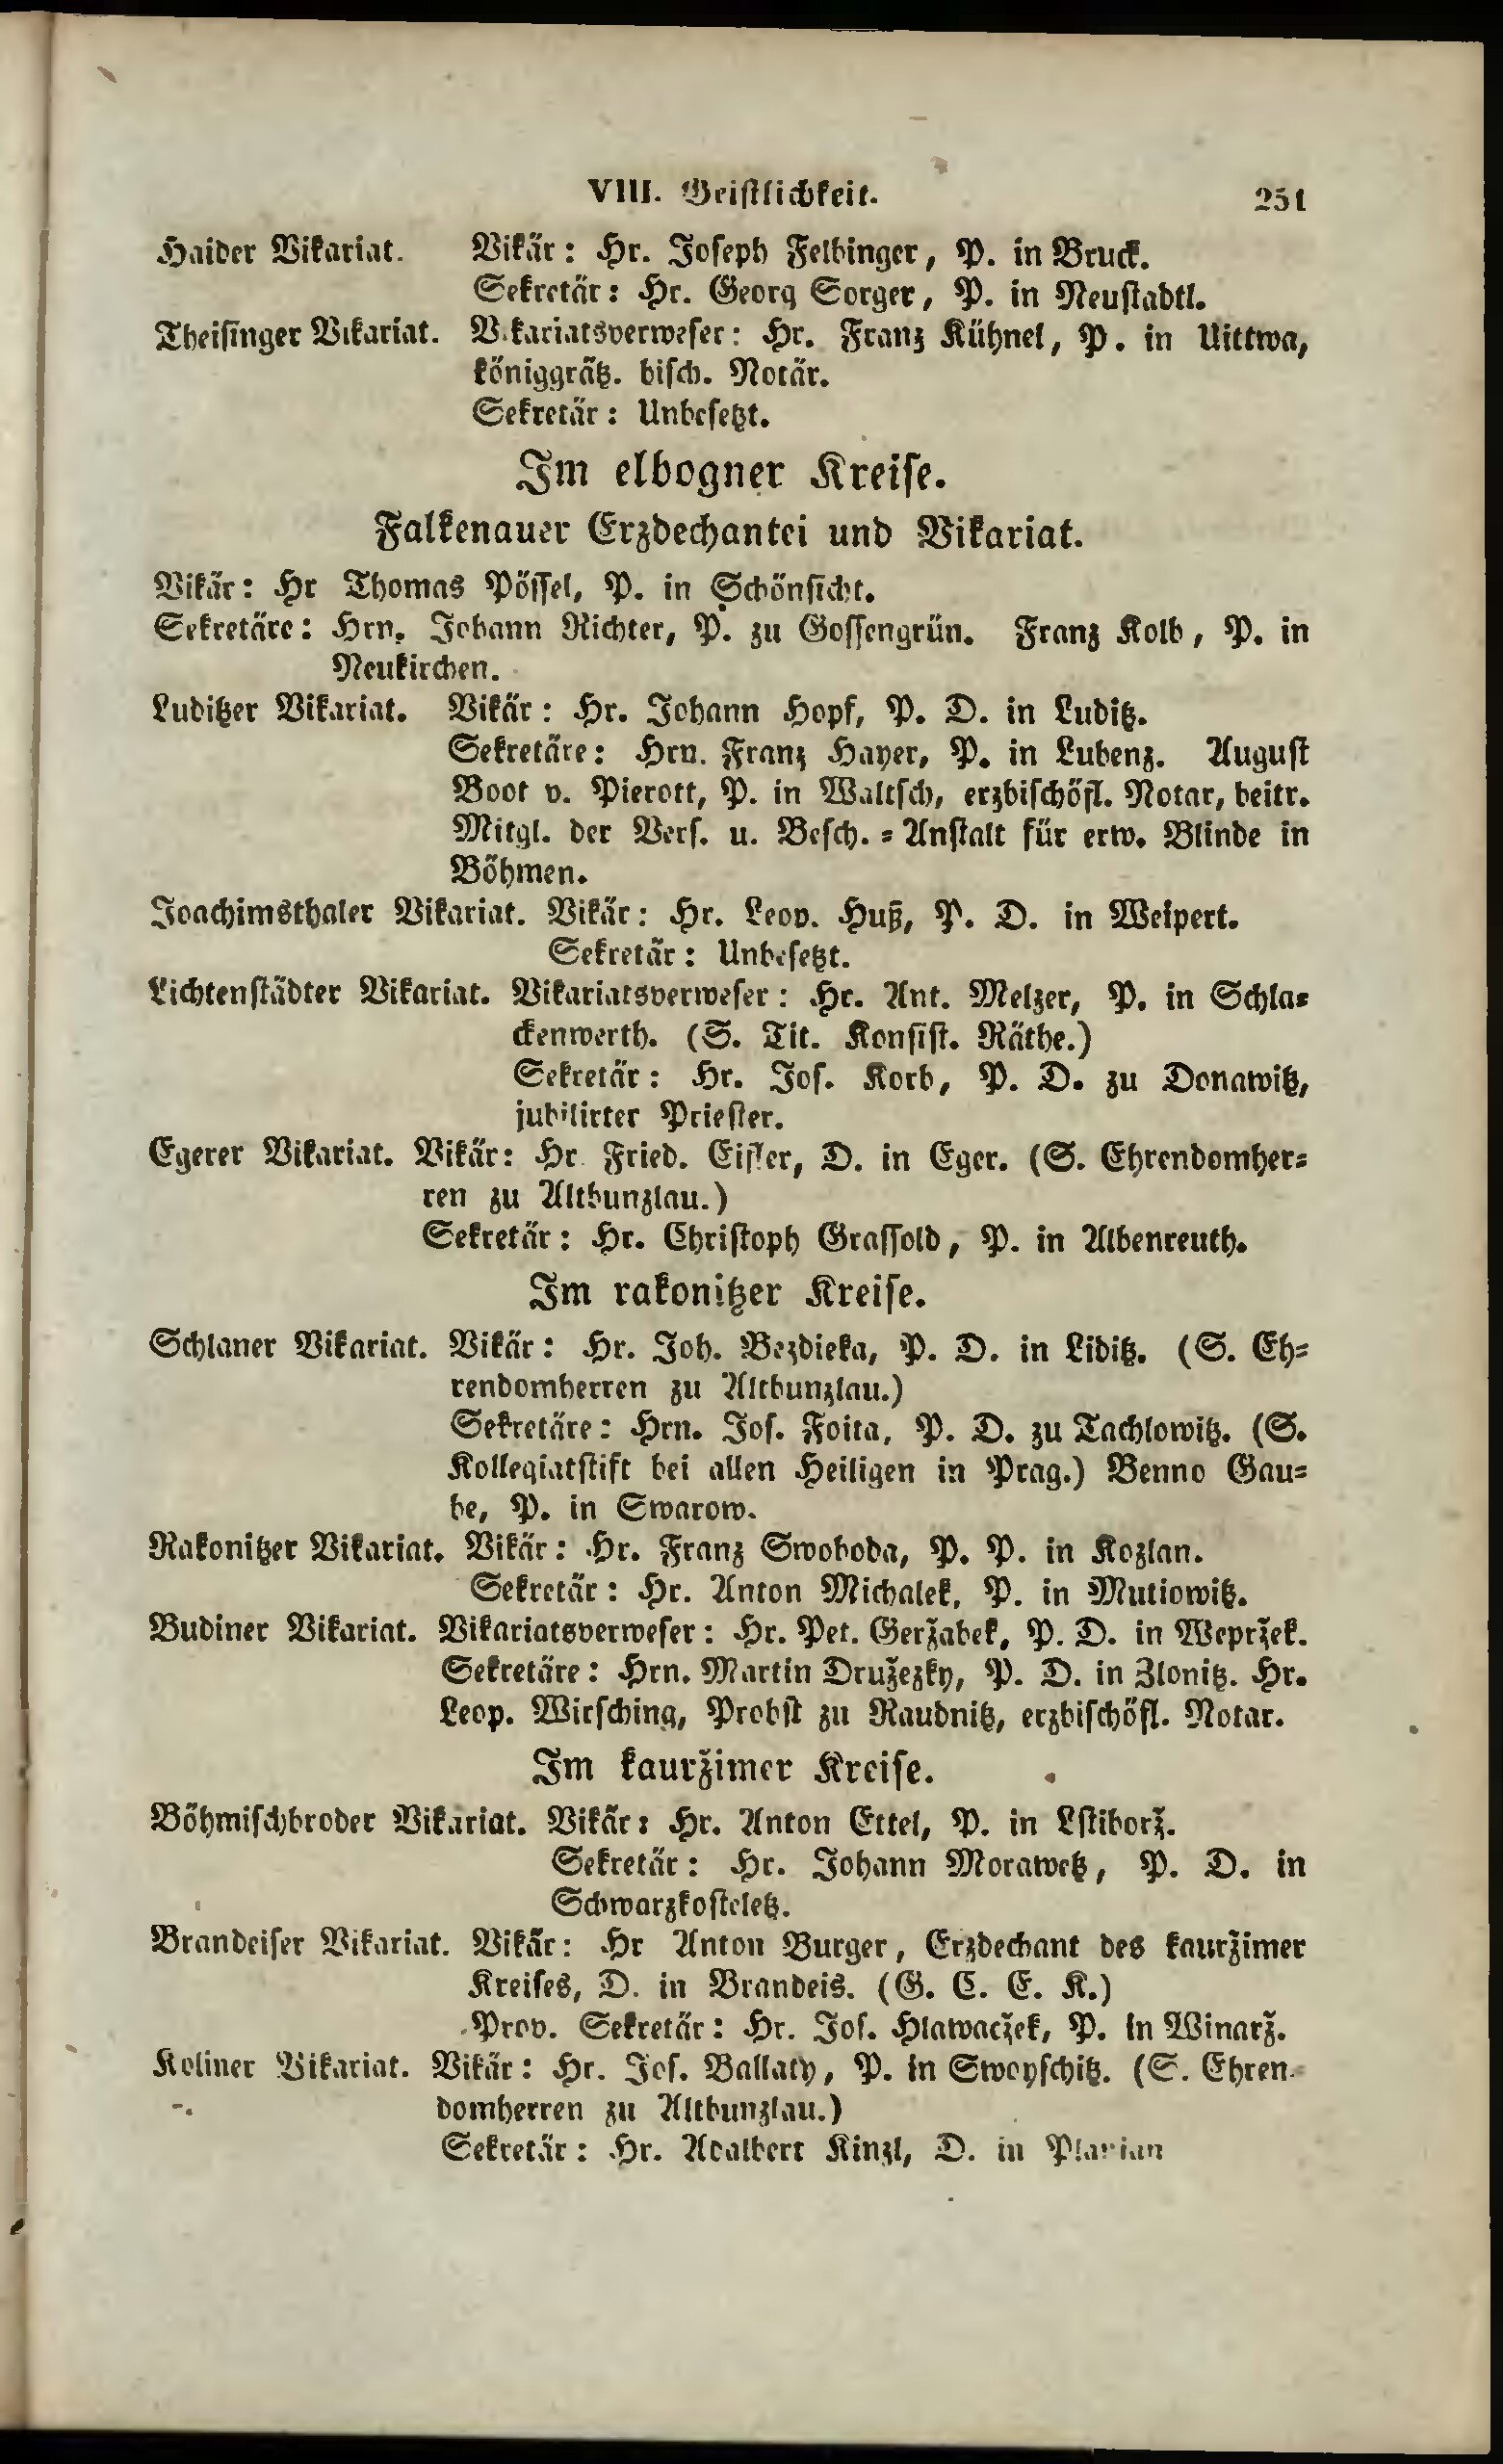 VIII. Geistlichkeit. 251
Haider Vikariat. Vikär: Hr. Joseph Felbinger, P. in Bruck.
Sekretär: Hr. Georg Sorger, P. in Neustadtl.
Theisinger Vikariat. Vikariatsverweser: Hr. Franz Kühnel, P. in Uittwa,
königgrätz. bisch. Notär.
Sekretär: Unbesetzt.
Im elbogner Kreise.
Falkenauer Erzdechantei und Vikariat.
Vikär: Hr Thomas Pössel, P. in Schönficht.
Sekretäre: Hrn. Johann Richter, P. zu Gossengrün. Franz Kolb, P. in
Neukirchen.
Luditzer Vikariat. Vikär: Hr. Johann Hopf, P. D. in Luditz.
Sekretäre: Hrn. Franz Hayer, P. in Lubenz. August
Boot v. Pierott, P. in Waltsch, erzbischöfl. Notar, beitr.
Mitgl. der Vers. u. Besch.=Anstalt für erw. Blinde in
Böhmen.
Joachimsthaler Vikariat. Vikär: Hr. Leop. Huß, P. D. in Weipert.
Sekretär: Unbesetzt.
Lichtenstädter Vikariat. Vikariatsverweser: Hr. Ant. Melzer, P. in Schla=
ckenwerth. (S. Tit. Konsist. Räthe.)
Sekretär: Hr. Jos. Korb, P. D. zu Donawitz,
jubilirter Priester.
Egerer Vikariat. Vikär: Hr. Fried. Eisler, D. in Eger. (S. Ehrendomher=
ren zu Altbunzlau.)
Sekretär: Hr. Christoph Grassold, P. in Albenreuth.
Im rakonitzer Kreise.
Schlaner Vikariat. Vikär: Hr. Joh. Bezdieka, P. D. in Liditz. (S. Eh=
rendomherren zu Altbunzlau.)
Sekretäre: Hrn. Jos. Foita, P. D. zu Tachlowitz. (S.
Kollegiatstift bei allen Heiligen in Prag.) Benno Gau=
be, P. in Swarow.
Rakonitzer Vikariat. Vikär: Hr. Franz Swoboda, P. P. in Kozlan.
Sekretär: Hr. Anton Michalek, P. in Mutiowitz.
Budiner Vikariat. Vikariatsverweser: Hr. Pet. Geržabek, P. D. in Wepržek.
Sekretäre: Hrn. Martin Družezky, P. D. in Zlonitz. Hr.
Leop. Wirsching, Probst zu Raudnitz, erzbischöfl. Notar.
Im kauržimer Kreise.
Böhmischbroder Vikariat. Vikär: Hr. Anton Ettel, P. in Lstiborž.
Sekretär: Hr. Johann Morawetz, P. D. in
Schwarzkosteletz.
Brandeiser Vikariat. Vikär: Hr Anton Burger, Erzdechant des kauržimer
Kreises, D. in Brandeis. (G. C. E. K.)
Prov. Sekretär: Hr. Jos. Hlawaczek, P. in Winarž.
Koliner Vikariat. Vikär: Hr. Jos. Ballaty, P. in Swoyschitz. (S. Ehren
domherren zu Altbunzlau.)
Sekretär: Hr. Adalbert Kinzl, D. in